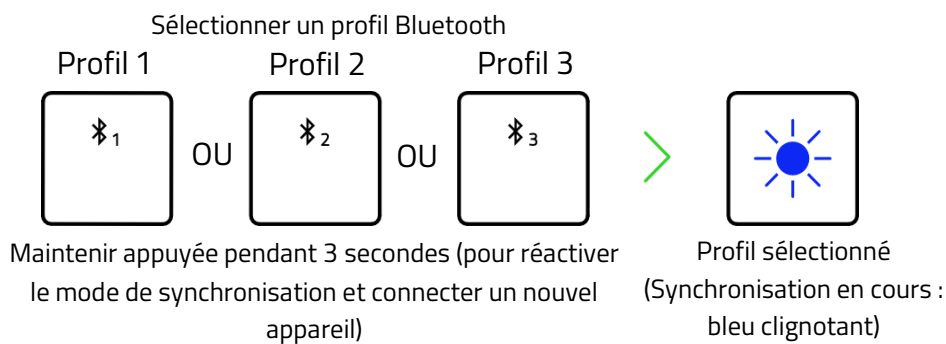 Sélectionner un profil Bluetooth
Profil 1 Profil 2 Profil 3
1 OU 2 OU 3
Maintenir appuyée pendant 3 secondes (pour réactiver
le mode de synchronisation et connecter un nouvel
appareil)
Profil sélectionné
(Synchronisation en cours :
bleu clignotant)